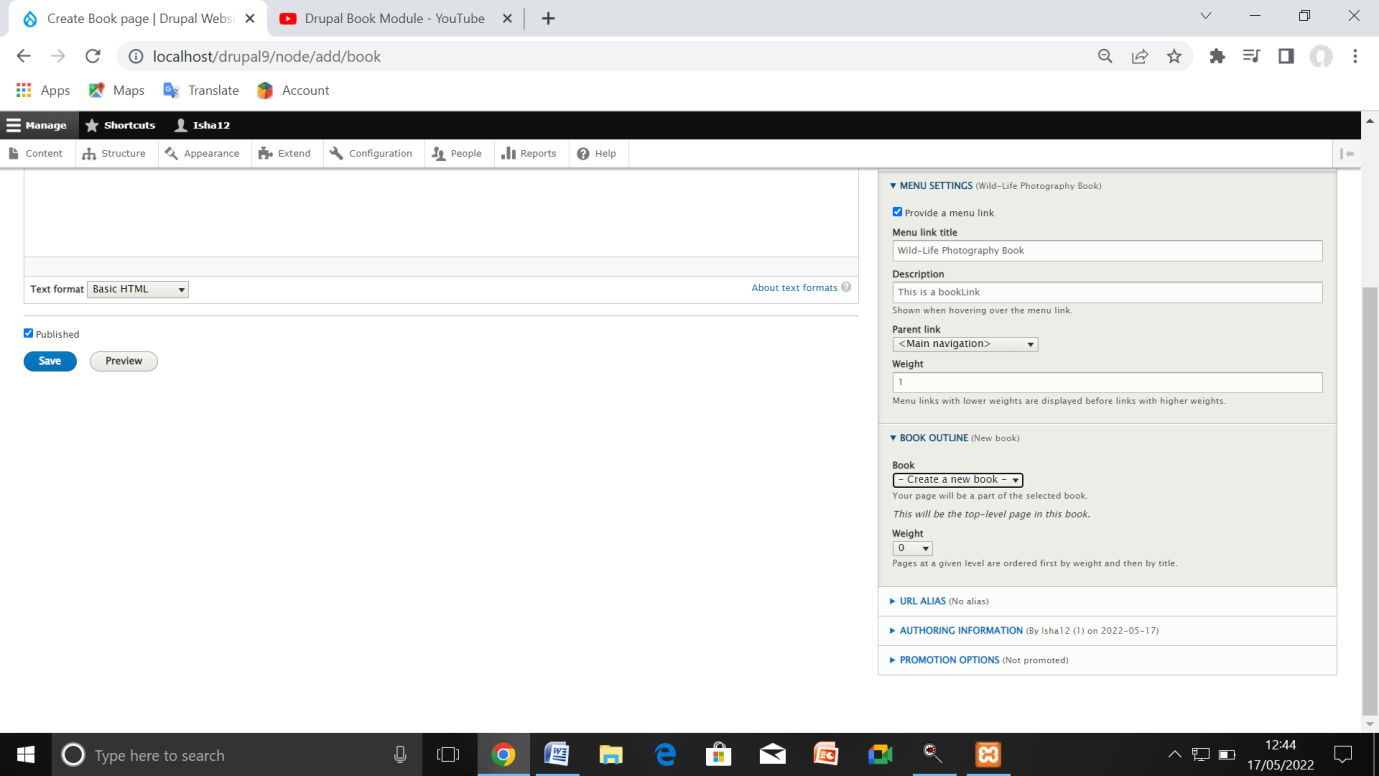 Create Book page | Drupal Websi
Drupal Book Module - YouTube
localhost/drupal9/node/add/book
Apps
Maps
Translate
Account
Manage
Shortcuts
Isha12
Content
Structure
Appearance
Extend
Configuration
People
Reports
Help
Text format Basic HTML
About text formats
Published
Save
Preview
MENU SETTINGS (Wild-Life Photography Book)
Provide a menu link
Menu link title
Wild-Life Photography Book
Description
This is a bookLink
Shown when hovering over the menu link.
Parent link
<Main navigation>
Weight
1
Menu links with lower weights are displayed before links with higher weights.
BOOK OUTLINE (New book)
Book
- Create a new book -
Your page will be a part of the selected book.
This will be the top-level page in this book.
Weight
0
Pages at a given level are ordered first by weight and then by title.
URL ALIAS (No alias)
AUTHORING INFORMATION (By Isha12 (1) on 2022-05-17)
PROMOTION OPTIONS (Not promoted)
Type here to search
12:44
17/05/2022